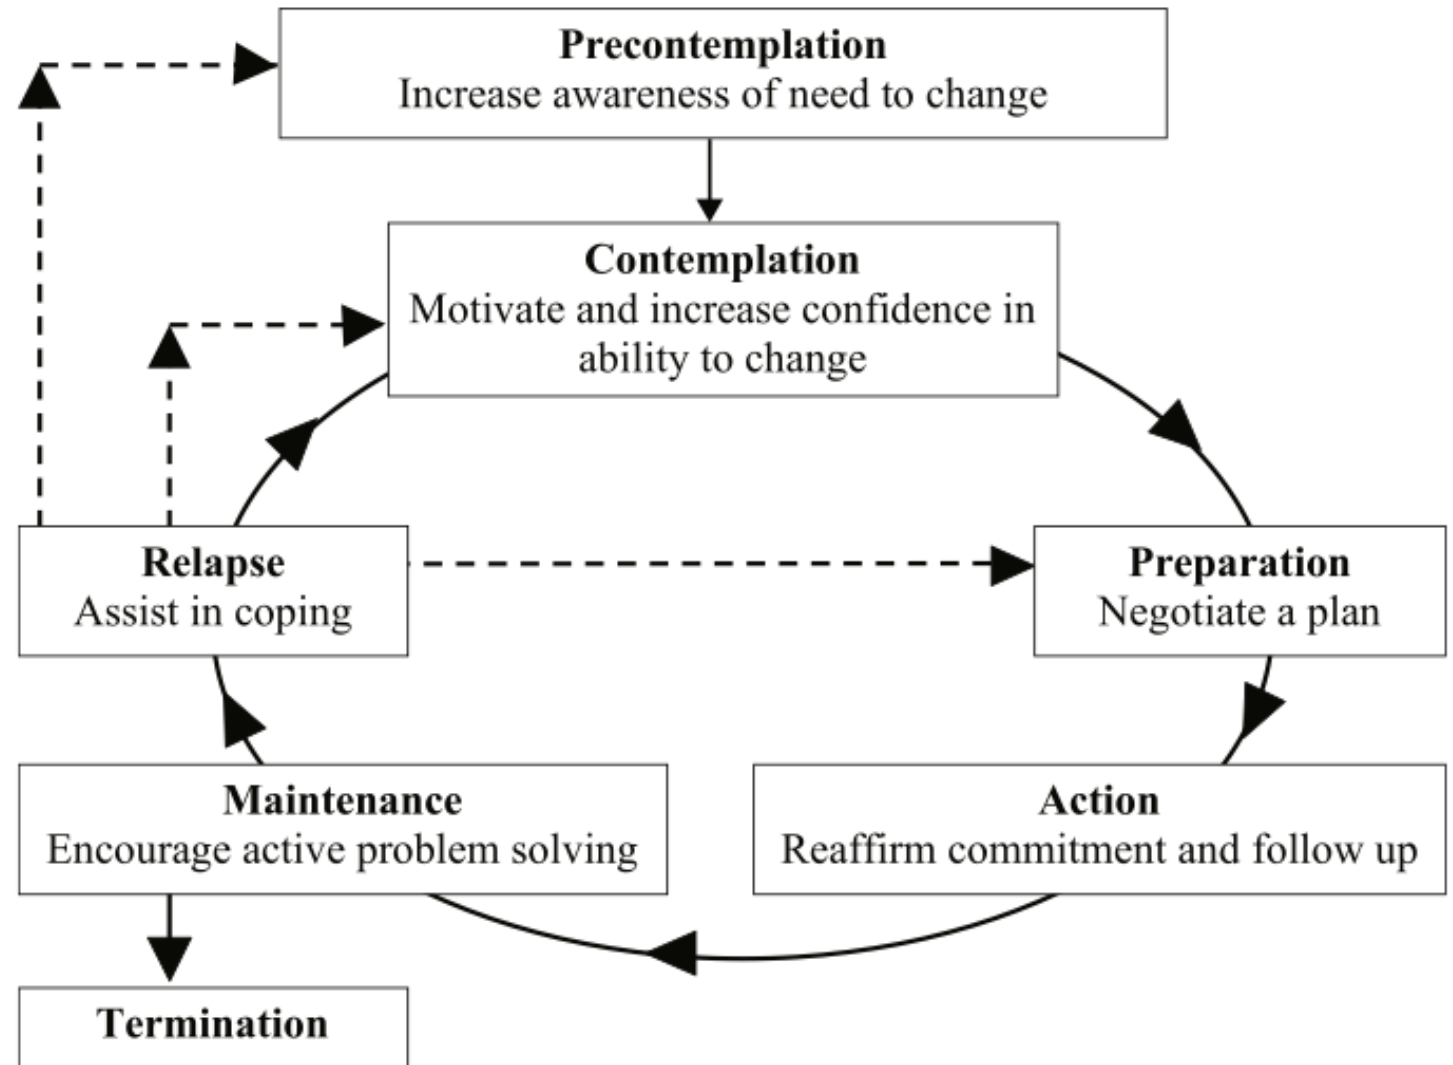 Precontemplation
Increase awareness of need to change
Contemplation
Motivate and increase confidence in
ability to change
Relapse
Assist in coping
Preparation
Negotiate a plan
Maintenance
Encourage active problem solving
Action
Reaffirm commitment and follow up
Termination